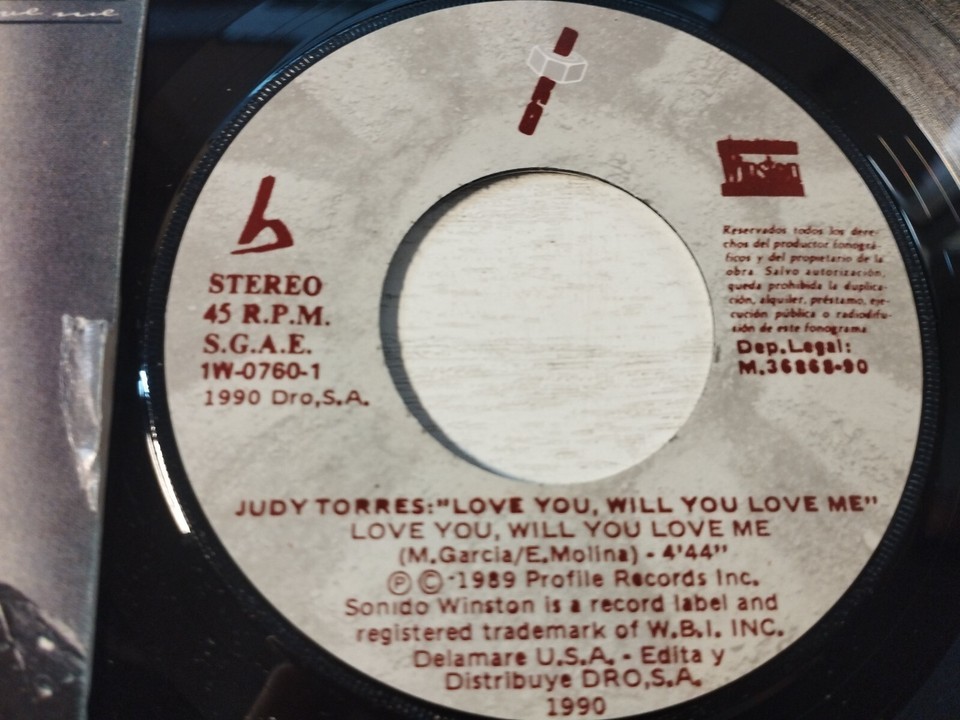 b
Winston
STEREO
45 R.P.M.
S.G.A.E.
1W-0760-1
1990 Dro,S.A.
Reservados todos los dere-
chos del productor fonográ-
ficos y del propietario de la
obra. Salvo autorización,
queda prohibida la duplica-
ción, alquiler, préstamo, eje-
cución pública o radiodifu-
sión de este fonograma
Dep.Legal:
M.36868-90
JUDY TORRES:"LOVE YOU, WILL YOU LOVE ME"
LOVE YOU, WILL YOU LOVE ME
(M.Garcia/E.Molina) - 4'44"
Ⓟ © -1989 Profile Records Inc.
Sonido Winston is a record label and
registered trademark of W.B.I. INC.
Delamare U.S.A. - Edita y
Distribuye DRO,S.A.
1990